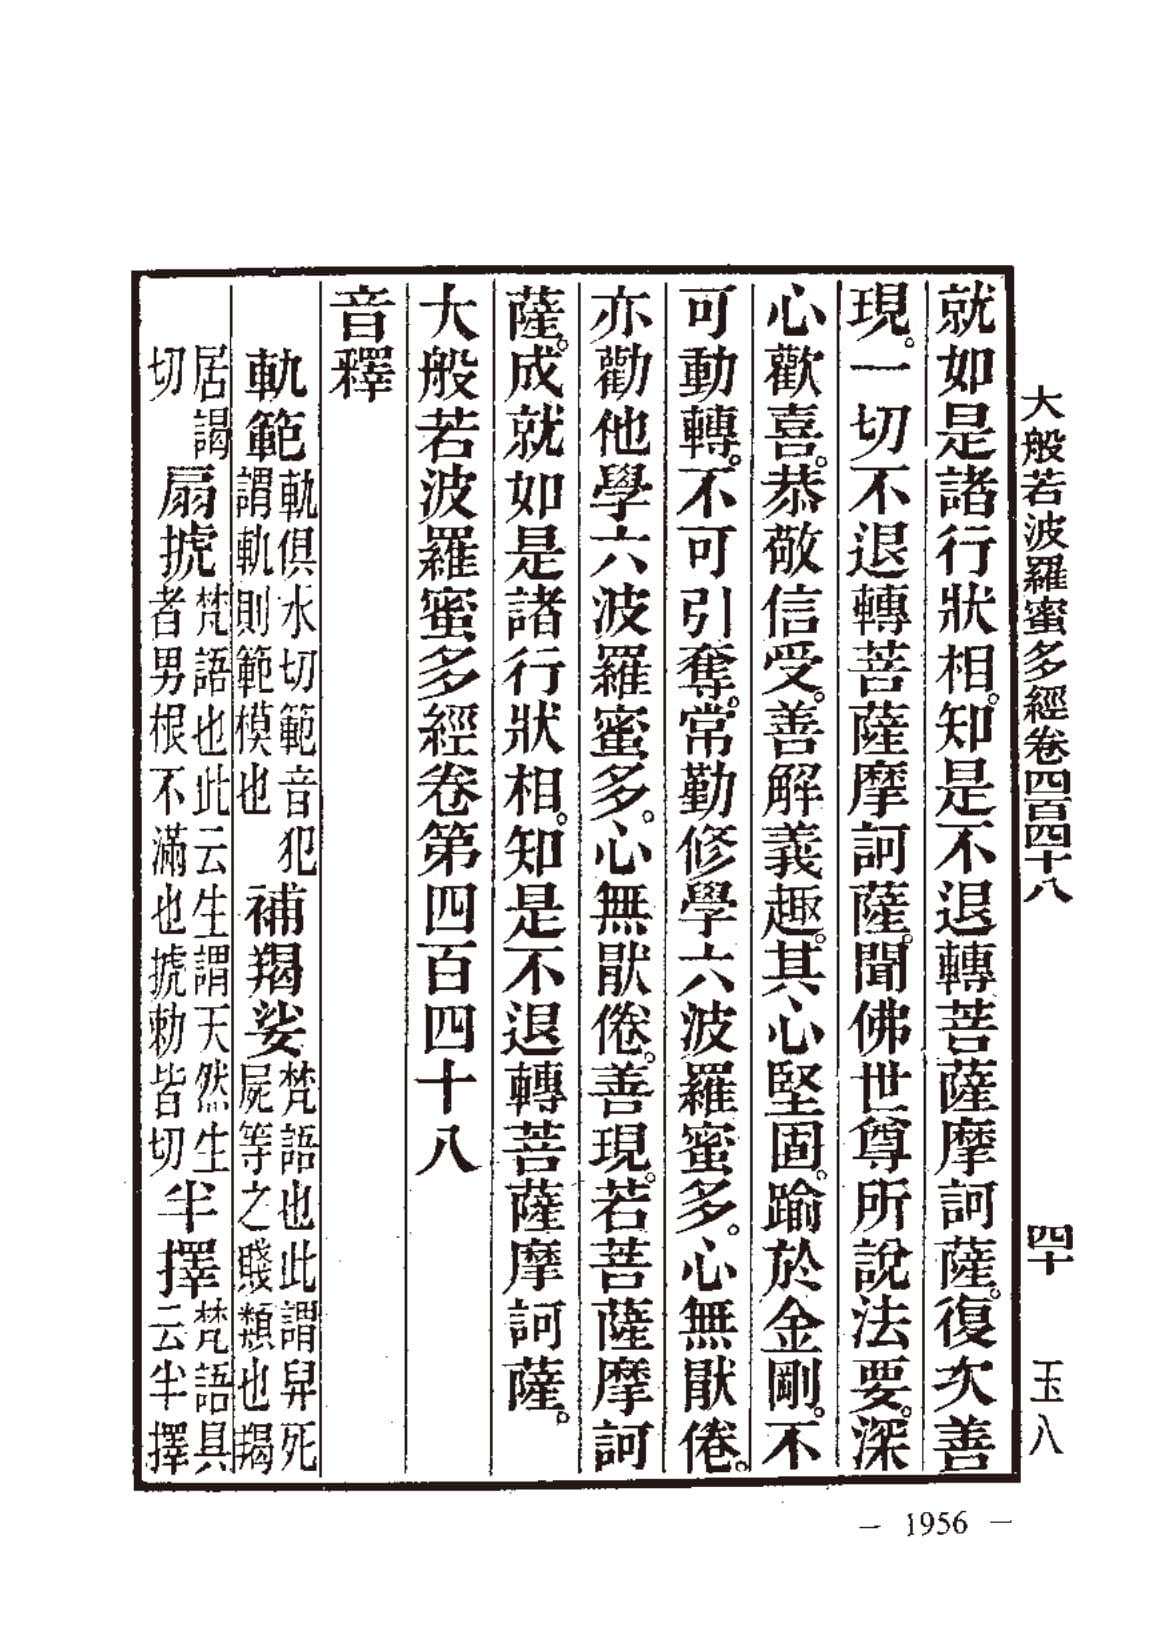 大般若波羅蜜多經卷四百四十八　四十　玉八
就如是諸行狀相。知是不退轉菩薩摩訶薩。復次善
現。一切不退轉菩薩摩訶薩。聞佛世尊所說法要。深
心歡喜。恭敬信受。善解義趣。其心堅固。踰於金剛。不
可動轉。不可引奪。常勤修學六波羅蜜多。心無厭倦。
亦勸他學六波羅蜜多。心無厭倦。善現。若菩薩摩訶
薩。成就如是諸行狀相。知是不退轉菩薩摩訶薩。
大般若波羅蜜多經卷第四百四十八
音釋
軌範 軌俱水切範音犯謂軌則範模也 補羯娑 梵語也此謂舁死屍等之賤類也羯
居謁切 扇搋 梵語也此云生謂天然生者男根不滿也搋勅皆切 半擇 梵語具云半擇
— 1956 —